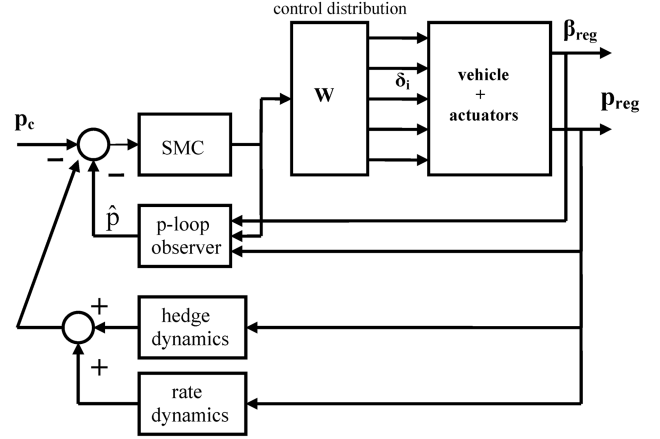 control distribution
β_reg
vehicle
+
actuators
W
δ_i
p_reg
p_c
SMC
−
−
p̂
p-loop
observer
+
hedge
dynamics
+
rate
dynamics